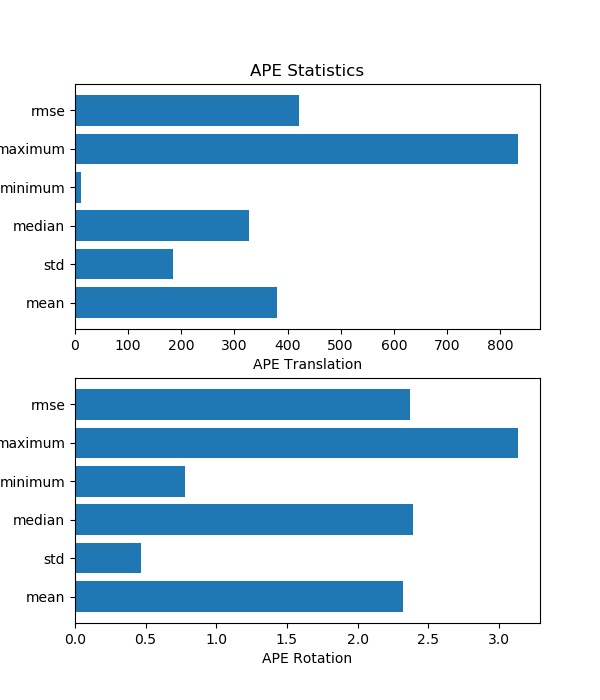 APE Statistics
rmse
maximum
minimum
median
std
mean
0 100 200 300 400 500 600 700 800
APE Translation
rmse
maximum
minimum
median
std
mean
0.0 0.5 1.0 1.5 2.0 2.5 3.0
APE Rotation